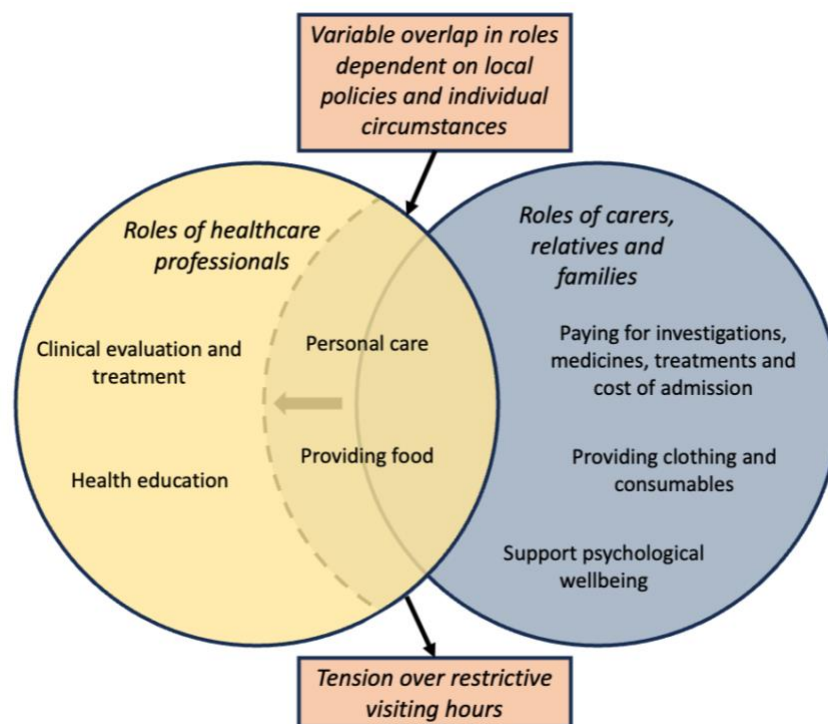 Variable overlap in roles
dependent on local
policies and individual
circumstances
Roles of healthcare
professionals
Clinical evaluation and
treatment
Health education
Personal care
Providing food
Roles of carers,
relatives and
families
Paying for investigations,
medicines, treatments and
cost of admission
Providing clothing and
consumables
Support psychological
wellbeing
Tension over restrictive
visiting hours